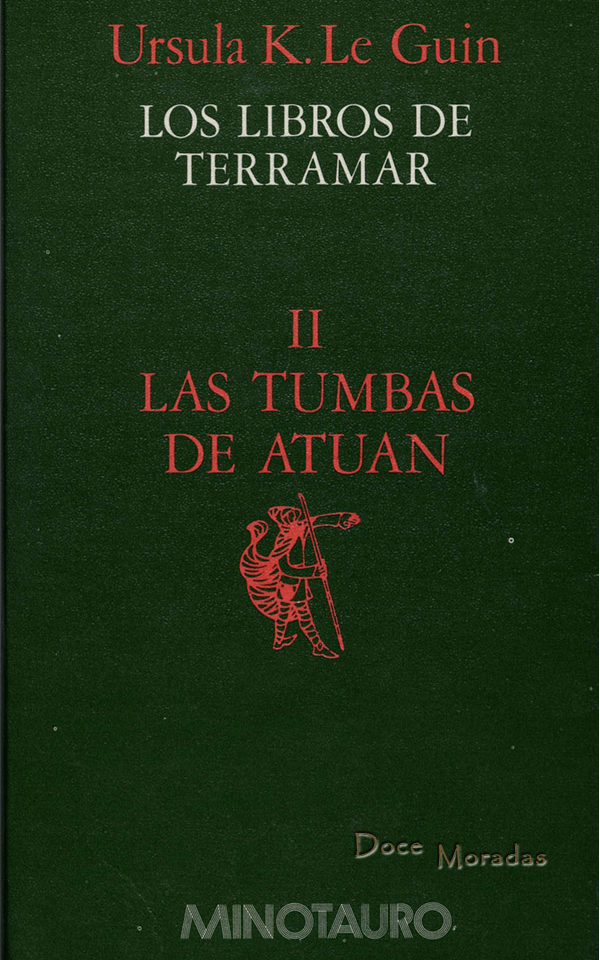 Ursula K. Le Guin
LOS LIBROS DE
TERRAMAR
II
LAS TUMBAS
DE ATUAN
Doce Moradas
MINOTAURO